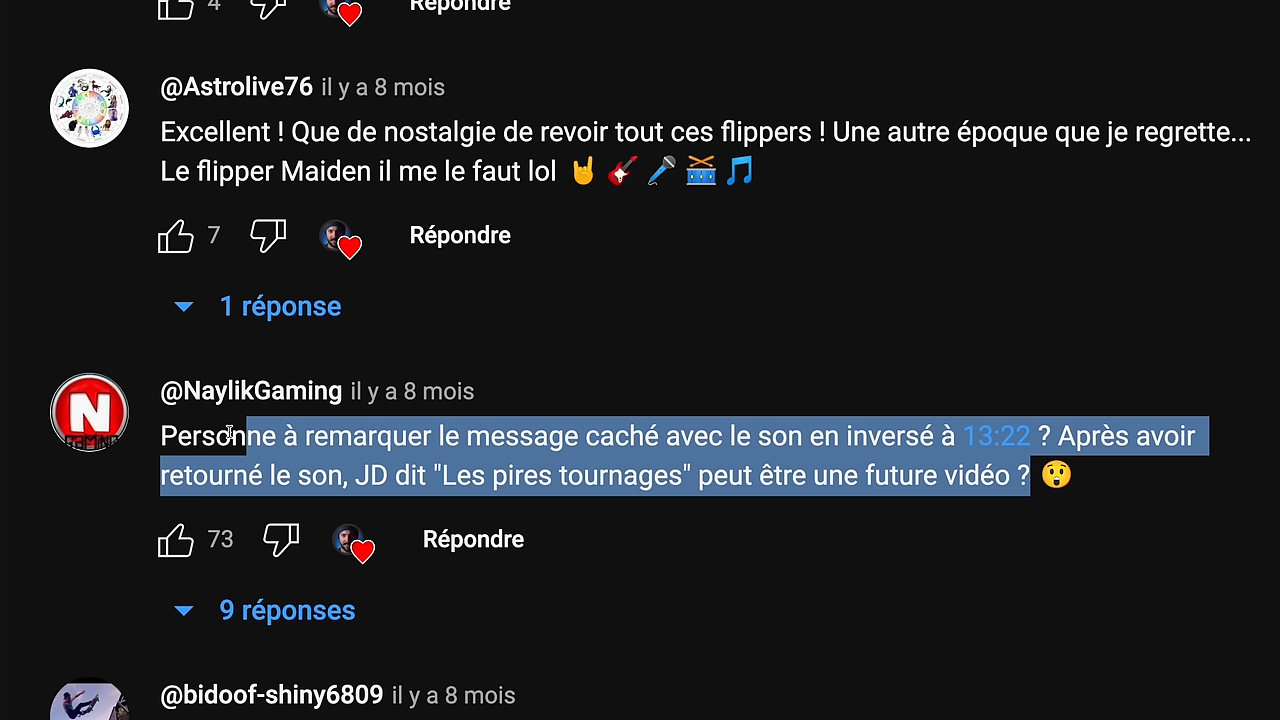 4 Répondre
@Astrolive76 il y a 8 mois
Excellent ! Que de nostalgie de revoir tout ces flippers ! Une autre époque que je regrette...
Le flipper Maiden il me le faut lol 🤘 🎸 🎤 🥁 🎵
7 Répondre
1 réponse
N
GAMING
@NaylikGaming il y a 8 mois
Personne à remarquer le message caché avec le son en inversé à 13:22 ? Après avoir
retourné le son, JD dit "Les pires tournages" peut être une future vidéo ? 😲
73 Répondre
9 réponses
@bidoof-shiny6809 il y a 8 mois